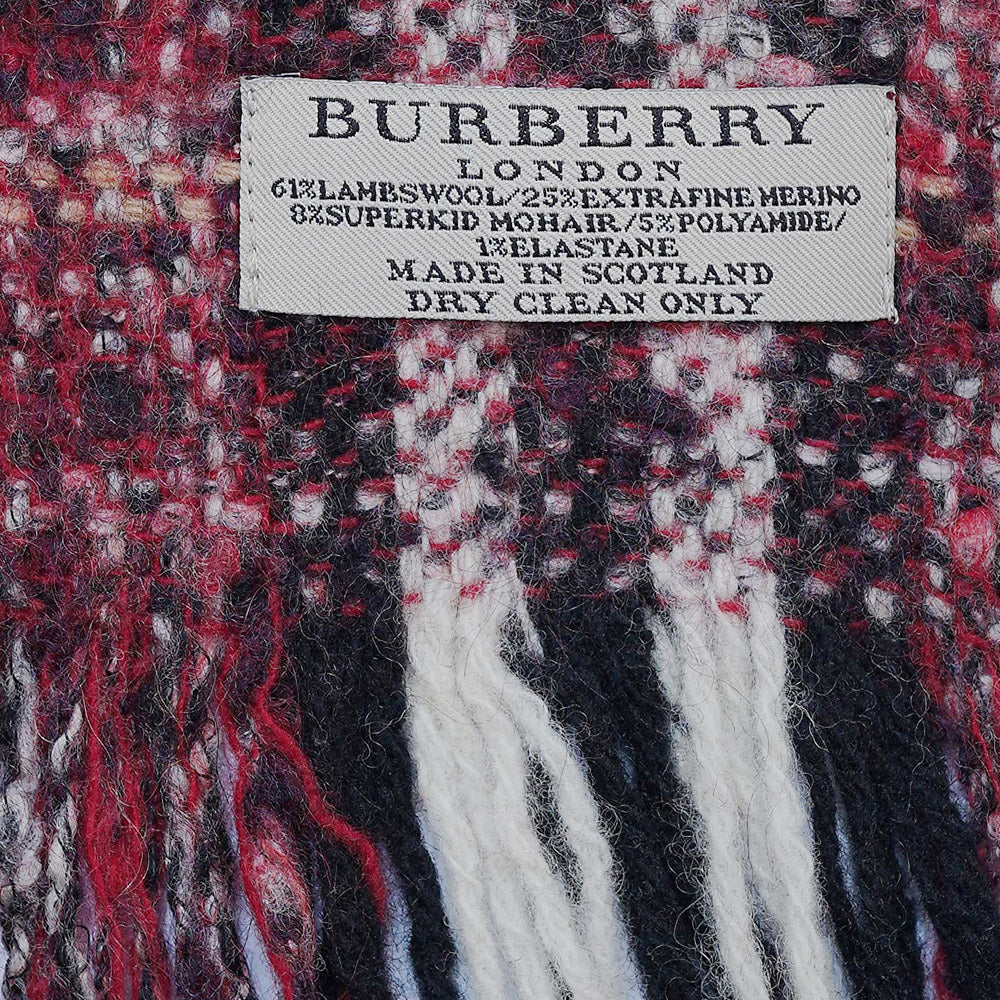 BURBERRY
LONDON
61%LAMBSWOOL/25%EXTRAFINE MERINO
8%SUPERKID MOHAIR/5%POLYAMIDE/
1%ELASTANE
MADE IN SCOTLAND
DRY CLEAN ONLY